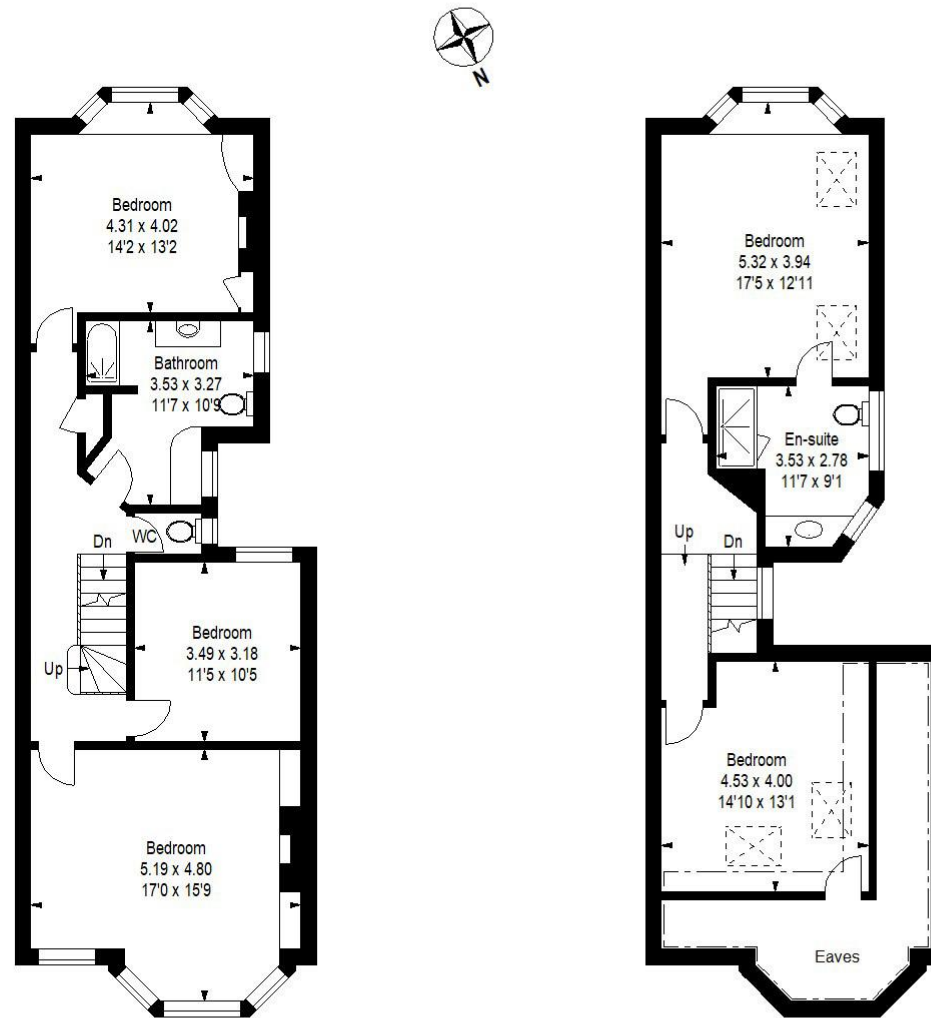 N
Bedroom
4.31 x 4.02
14'2 x 13'2
Bathroom
3.53 x 3.27
11'7 x 10'9
WC
Dn
Up
Bedroom
3.49 x 3.18
11'5 x 10'5
Bedroom
5.19 x 4.80
17'0 x 15'9
Bedroom
5.32 x 3.94
17'5 x 12'11
En-suite
3.53 x 2.78
11'7 x 9'1
Up
Dn
Bedroom
4.53 x 4.00
14'10 x 13'1
Eaves